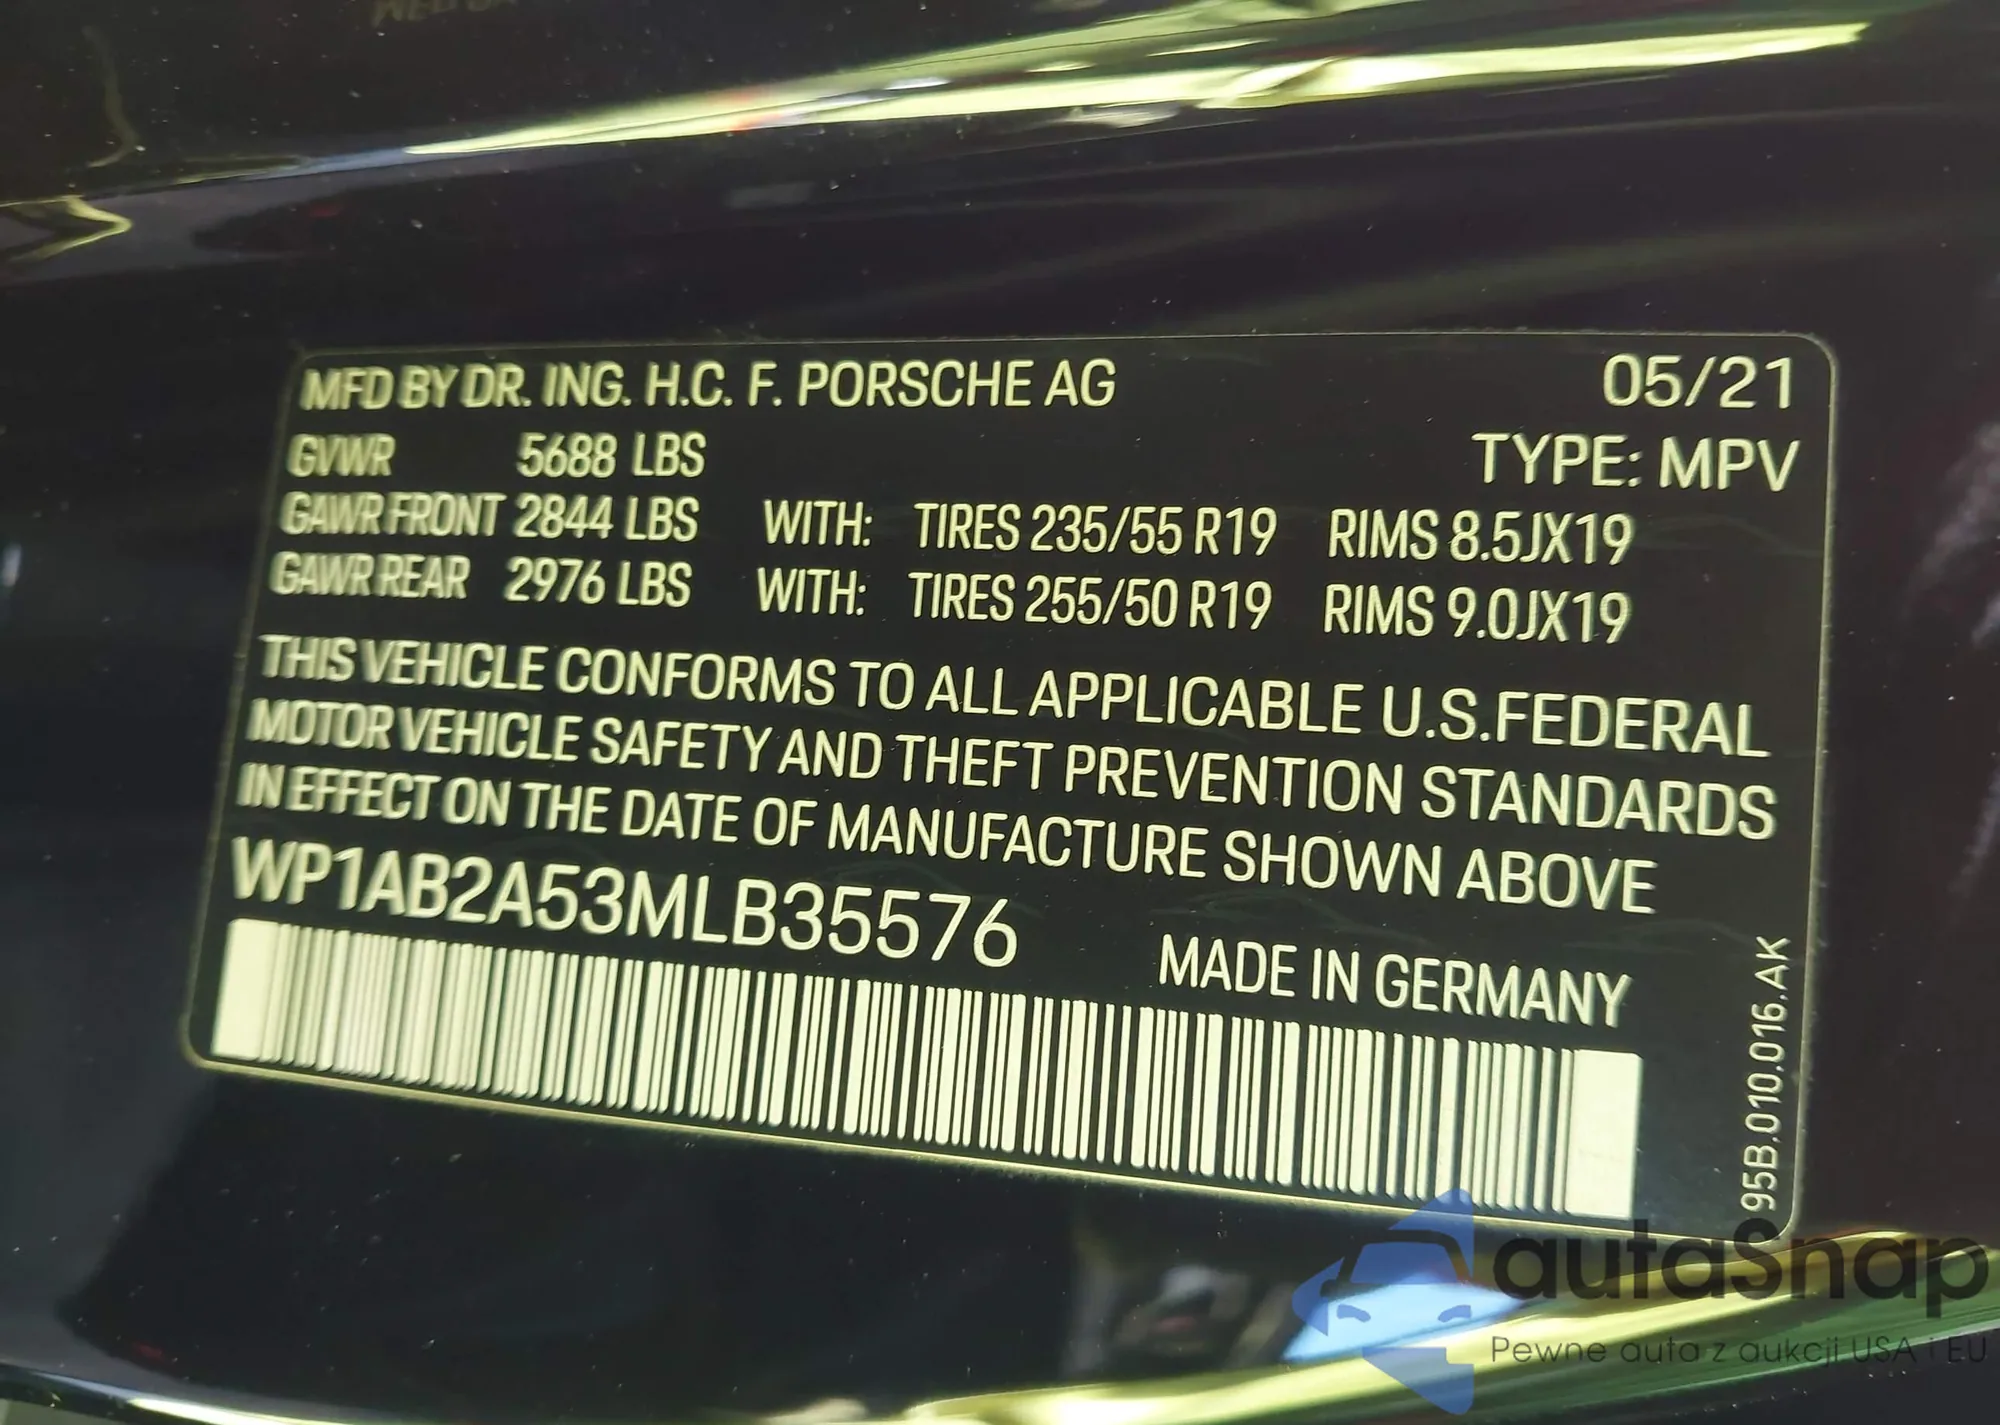 MFD BY DR. ING. H.C. F. PORSCHE AG 05/21
GVWR 5688 LBS TYPE: MPV
GAWR FRONT 2844 LBS WITH: TIRES 235/55 R19 RIMS 8.5JX19
GAWR REAR 2976 LBS WITH: TIRES 255/50 R19 RIMS 9.0JX19
THIS VEHICLE CONFORMS TO ALL APPLICABLE U.S.FEDERAL
MOTOR VEHICLE SAFETY AND THEFT PREVENTION STANDARDS
IN EFFECT ON THE DATE OF MANUFACTURE SHOWN ABOVE
WP1AB2A53MLB35576
MADE IN GERMANY
95B.010.016.AK
autaSnap
Pewne auta z aukcji USA i EU